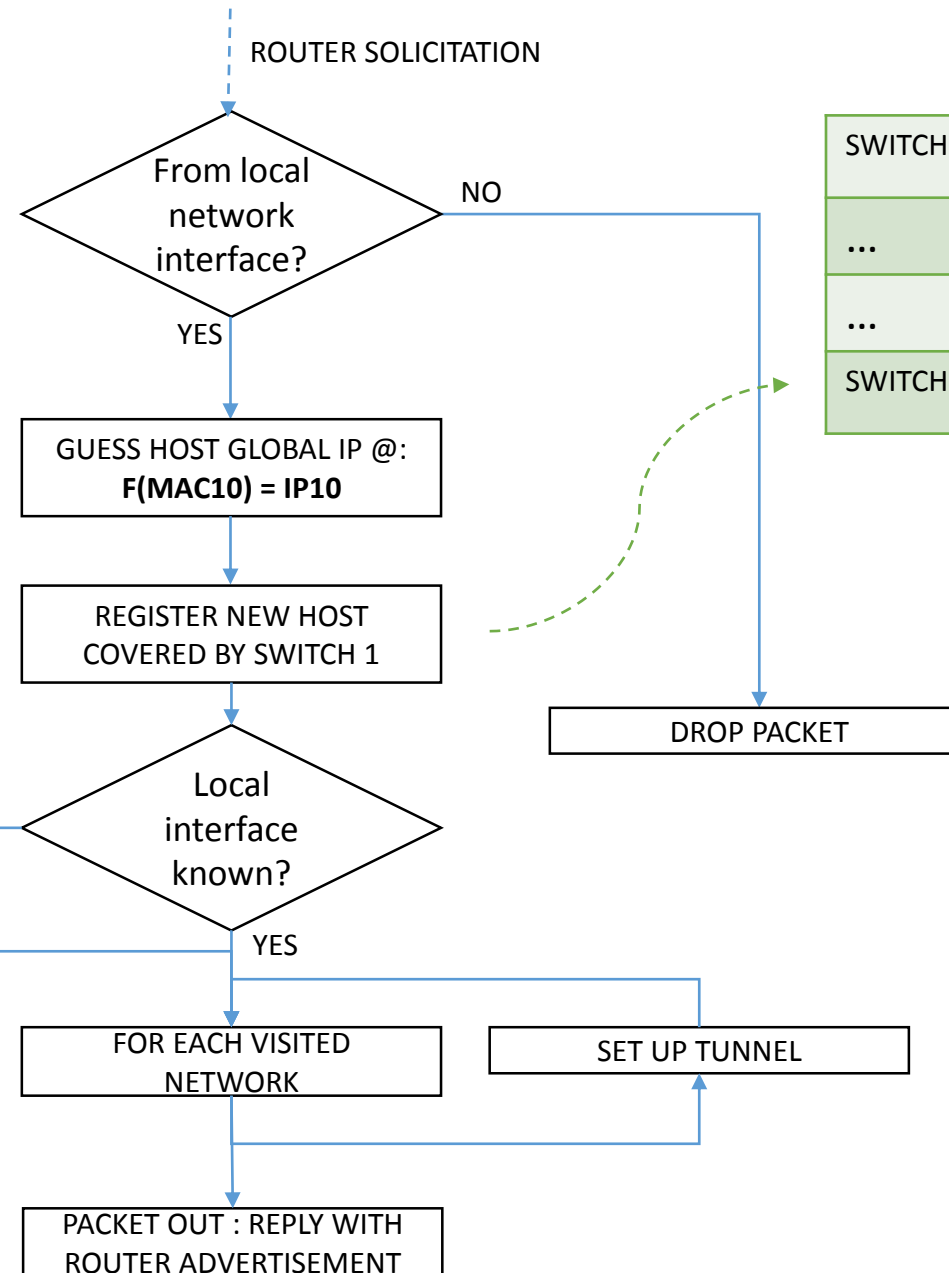 ROUTER SOLICITATION
From local
network
interface?
NO
YES
SWITCH
...
...
SWITCH
GUESS HOST GLOBAL IP @:
F(MAC10) = IP10
REGISTER NEW HOST
COVERED BY SWITCH 1
DROP PACKET
Local
interface
known?
YES
FOR EACH VISITED
NETWORK
SET UP TUNNEL
PACKET OUT : REPLY WITH
ROUTER ADVERTISEMENT